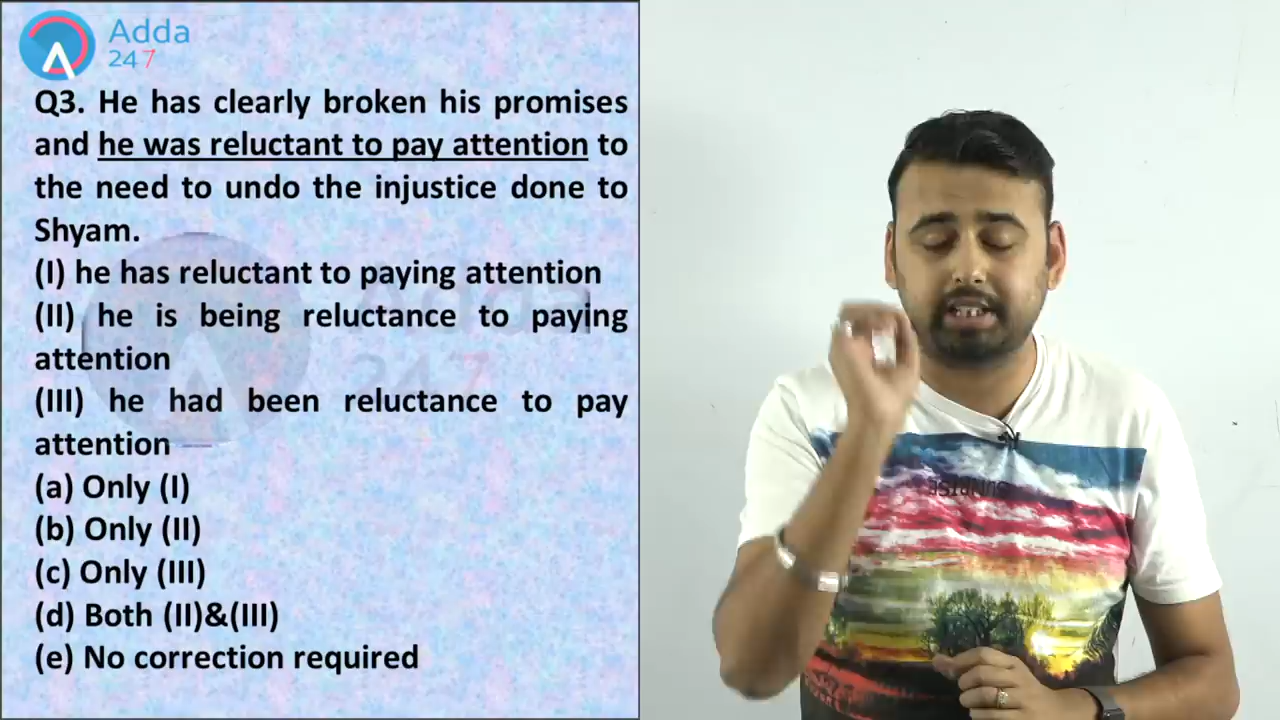 Adda
247
Q3. He has clearly broken his promises
and he was reluctant to pay attention to
the need to undo the injustice done to
Shyam.
(I) he has reluctant to paying attention
(II) he is being reluctance to paying
attention
(III) he had been reluctance to pay
attention
(a) Only (I)
(b) Only (II)
(c) Only (III)
(d) Both (II)&(III)
(e) No correction required
Adda
247